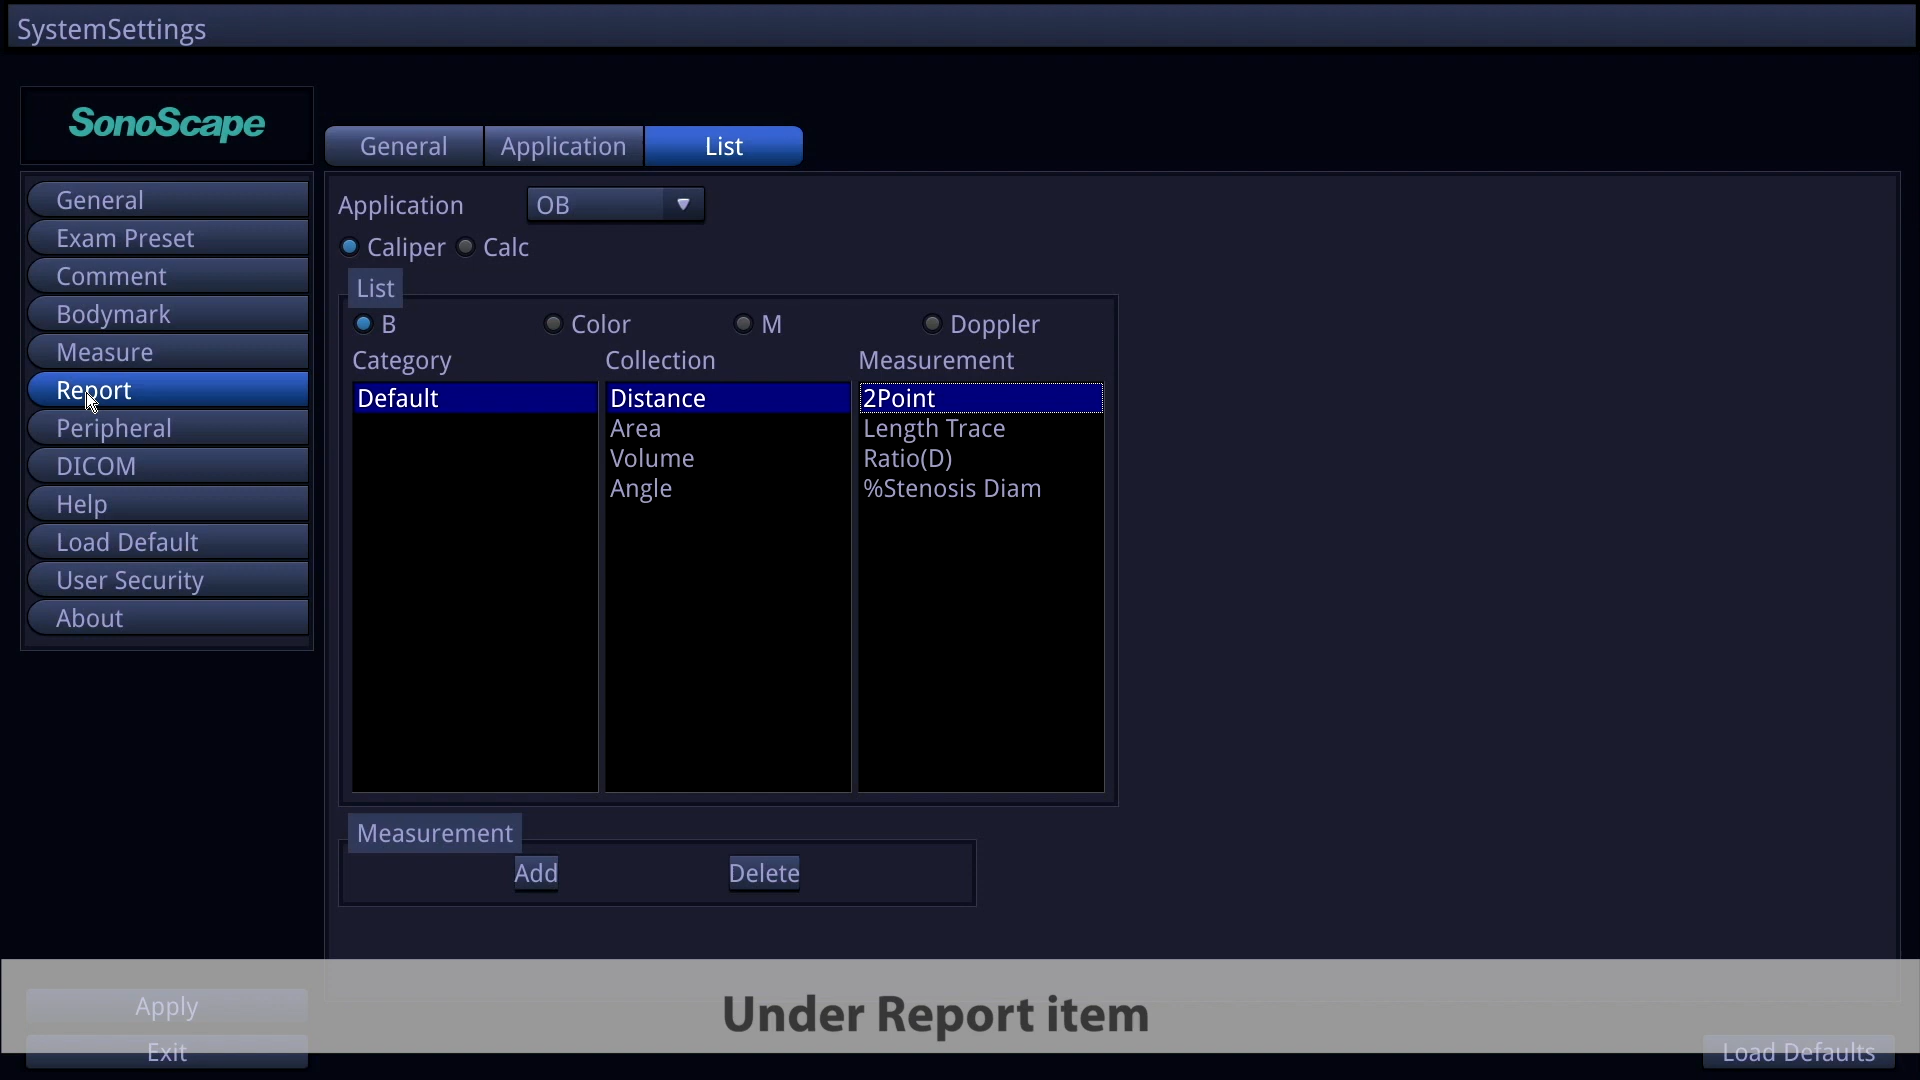 SystemSettings
SonoScape
General
Application
List
General
Exam Preset
Comment
Bodymark
Measure
Report
Peripheral
DICOM
Help
Load Default
User Security
About
Application
OB
Caliper
Calc
List
B
Color
M
Doppler
Category
Collection
Measurement
Default
Distance
Area
Volume
Angle
2Point
Length Trace
Ratio(D)
%Stenosis Diam
Measurement
Add
Delete
Apply
Exit
Under Report item
Load Defaults